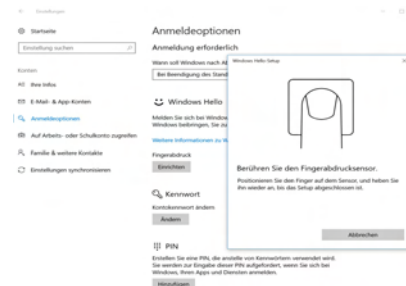 Einstellungen
Startseite
Einstellung suchen
Konten
Ihre Infos
E-Mail- & App-Konten
Anmeldeoptionen
Auf Arbeits- oder Schulkonto zugreifen
Familie & weitere Kontakte
Einstellungen synchronisieren
Anmeldeoptionen
Anmeldung erforderlich
Wann soll Windows nach Ab
Bei Beendigung des Stand
Windows Hello
Melden Sie sich bei Window
Windows beibringen, Sie zu
Weitere Informationen zu W
Fingerabdruck
Einrichten
Kennwort
Kontokennwort ändern
Ändern
PIN
Erstellen Sie eine PIN, die anstelle von Kennwörtern verwendet wird.
Sie werden zur Eingabe dieser PIN aufgefordert, wenn Sie sich bei
Windows, Ihren Apps und Diensten anmelden.
Hinzufügen
Windows Hello-Setup
Berühren Sie den Fingerabdrucksensor.
Positionieren Sie den Finger auf dem Sensor, und heben Sie
ihn wieder an, bis das Setup abgeschlossen ist.
Abbrechen